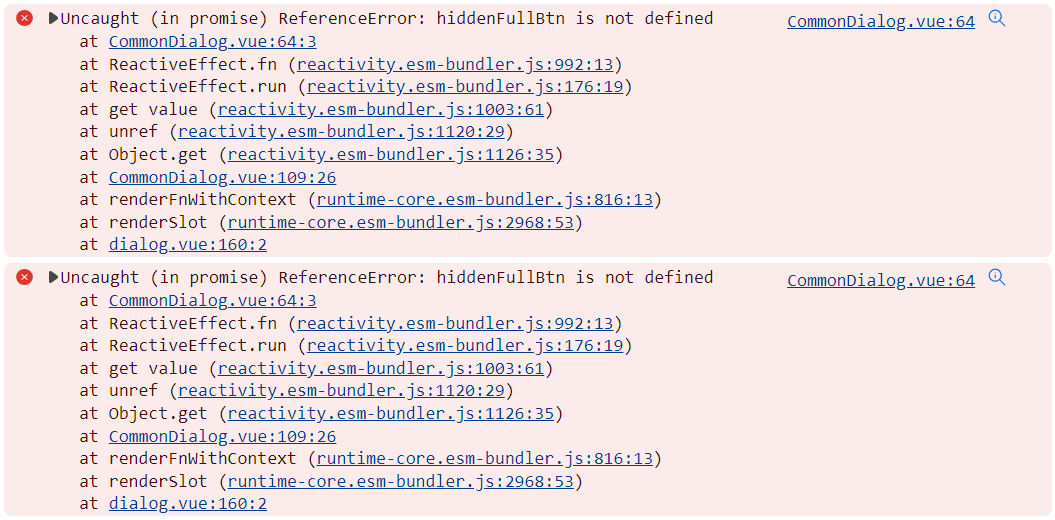 Uncaught (in promise) ReferenceError: hiddenFullBtn is not defined CommonDialog.vue:64
at CommonDialog.vue:64:3
at ReactiveEffect.fn (reactivity.esm-bundler.js:992:13)
at ReactiveEffect.run (reactivity.esm-bundler.js:176:19)
at get value (reactivity.esm-bundler.js:1003:61)
at unref (reactivity.esm-bundler.js:1120:29)
at Object.get (reactivity.esm-bundler.js:1126:35)
at CommonDialog.vue:109:26
at renderFnWithContext (runtime-core.esm-bundler.js:816:13)
at renderSlot (runtime-core.esm-bundler.js:2968:53)
at dialog.vue:160:2
Uncaught (in promise) ReferenceError: hiddenFullBtn is not defined CommonDialog.vue:64
at CommonDialog.vue:64:3
at ReactiveEffect.fn (reactivity.esm-bundler.js:992:13)
at ReactiveEffect.run (reactivity.esm-bundler.js:176:19)
at get value (reactivity.esm-bundler.js:1003:61)
at unref (reactivity.esm-bundler.js:1120:29)
at Object.get (reactivity.esm-bundler.js:1126:35)
at CommonDialog.vue:109:26
at renderFnWithContext (runtime-core.esm-bundler.js:816:13)
at renderSlot (runtime-core.esm-bundler.js:2968:53)
at dialog.vue:160:2